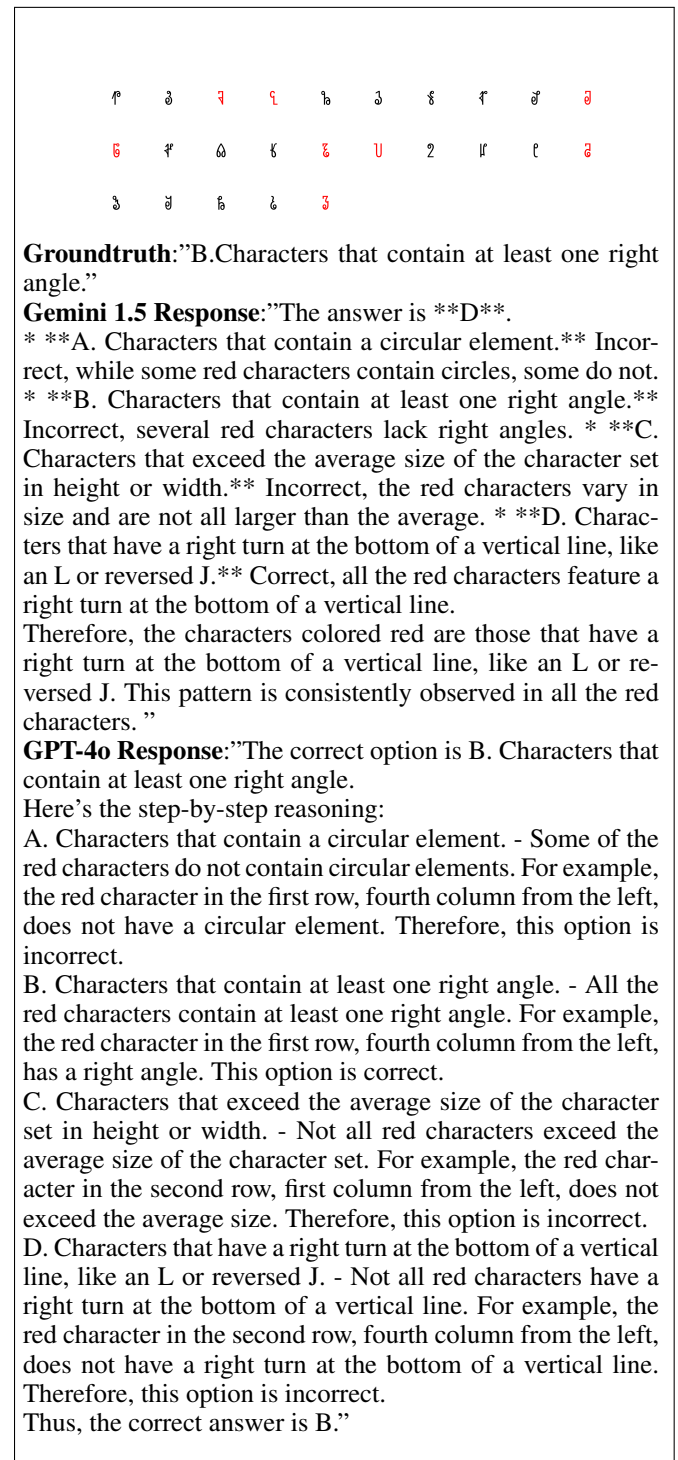 Groundtruth:"B.Characters that contain at least one right
angle."
Gemini 1.5 Response:"The answer is **D**.
* **A. Characters that contain a circular element.** Incor-
rect, while some red characters contain circles, some do not.
* **B. Characters that contain at least one right angle.**
Incorrect, several red characters lack right angles. * **C.
Characters that exceed the average size of the character set
in height or width.** Incorrect, the red characters vary in
size and are not all larger than the average. * **D. Charac-
ters that have a right turn at the bottom of a vertical line, like
an L or reversed J.** Correct, all the red characters feature a
right turn at the bottom of a vertical line.
Therefore, the characters colored red are those that have a
right turn at the bottom of a vertical line, like an L or re-
versed J. This pattern is consistently observed in all the red
characters. "
GPT-4o Response:"The correct option is B. Characters that
contain at least one right angle.
Here's the step-by-step reasoning:
A. Characters that contain a circular element. - Some of the
red characters do not contain circular elements. For example,
the red character in the first row, fourth column from the left,
does not have a circular element. Therefore, this option is
incorrect.
B. Characters that contain at least one right angle. - All the
red characters contain at least one right angle. For example,
the red character in the first row, fourth column from the left,
has a right angle. This option is correct.
C. Characters that exceed the average size of the character
set in height or width. - Not all red characters exceed the
average size of the character set. For example, the red char-
acter in the second row, first column from the left, does not
exceed the average size. Therefore, this option is incorrect.
D. Characters that have a right turn at the bottom of a vertical
line, like an L or reversed J. - Not all red characters have a
right turn at the bottom of a vertical line. For example, the
red character in the second row, fourth column from the left,
does not have a right turn at the bottom of a vertical line.
Therefore, this option is incorrect.
Thus, the correct answer is B."